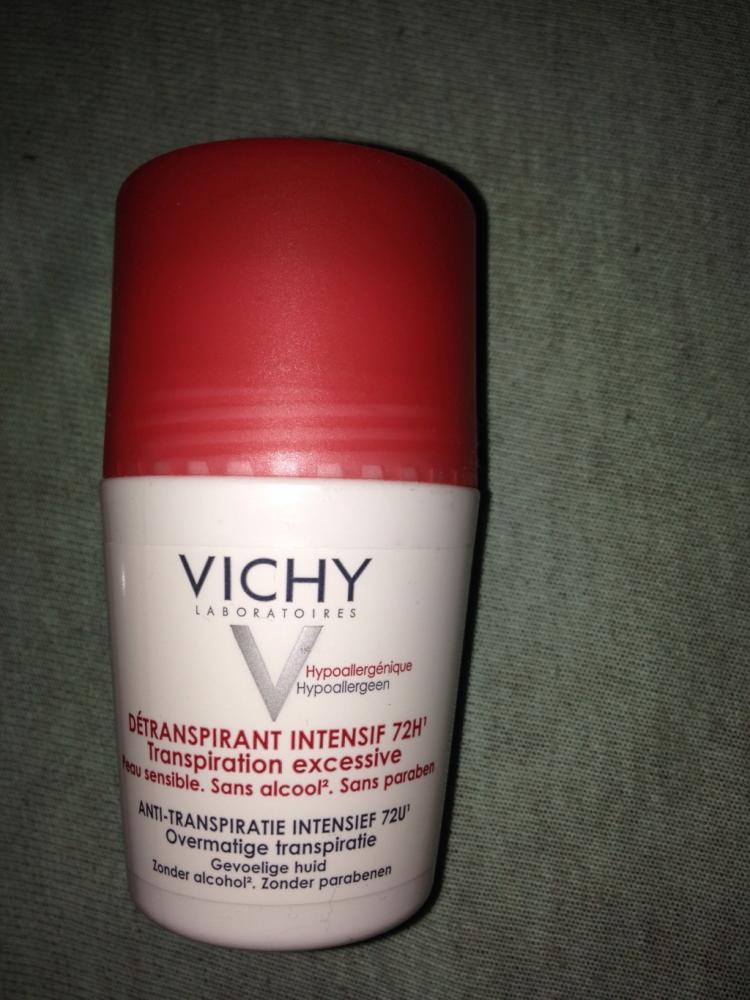 VICHY
LABORATOIRES
Hypoallergénique
Hypoallergeen
DÉTRANSPIRANT INTENSIF 72H¹
Transpiration excessive
Peau sensible. Sans alcool². Sans paraben
ANTI-TRANSPIRATIE INTENSIEF 72U¹
Overmatige transpiratie
Gevoelige huid
Zonder alcohol². Zonder parabenen